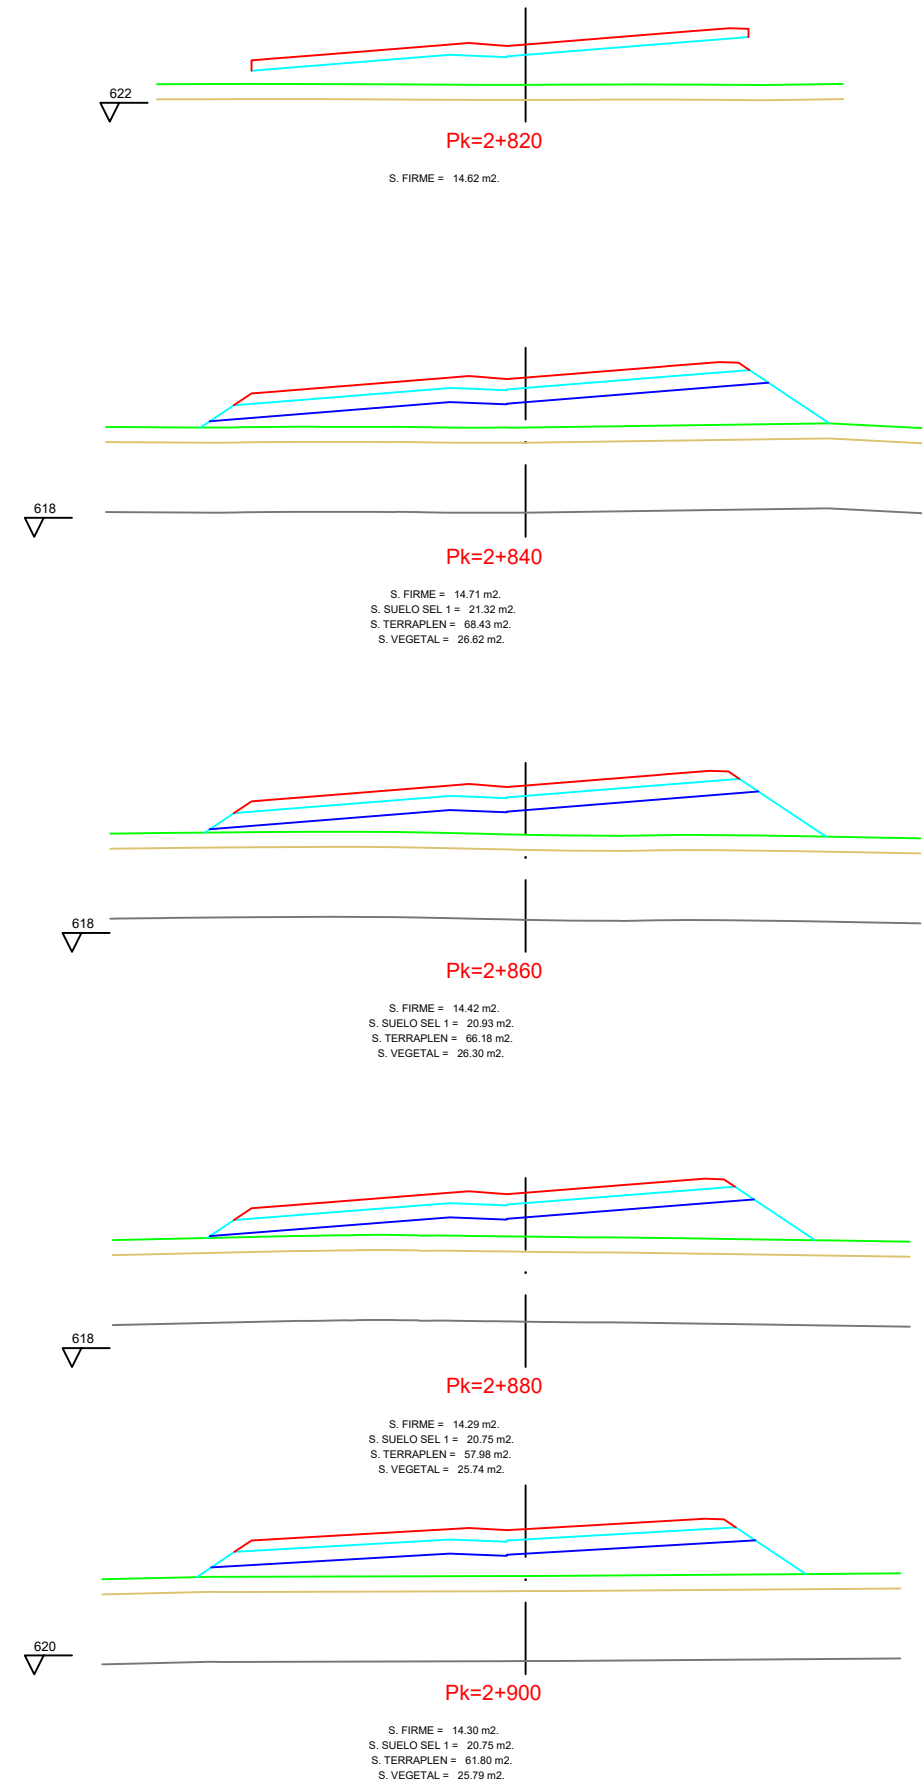 622
Pk=2+820
S. FIRME = 14.62 m2.
618
Pk=2+840
S. FIRME = 14.71 m2.
S. SUELO SEL 1 = 21.32 m2.
S. TERRAPLEN = 68.43 m2.
S. VEGETAL = 26.62 m2.
618
Pk=2+860
S. FIRME = 14.42 m2.
S. SUELO SEL 1 = 20.93 m2.
S. TERRAPLEN = 66.18 m2.
S. VEGETAL = 26.30 m2.
618
Pk=2+880
S. FIRME = 14.29 m2.
S. SUELO SEL 1 = 20.75 m2.
S. TERRAPLEN = 57.98 m2.
S. VEGETAL = 25.74 m2.
620
Pk=2+900
S. FIRME = 14.30 m2.
S. SUELO SEL 1 = 20.75 m2.
S. TERRAPLEN = 61.80 m2.
S. VEGETAL = 25.79 m2.